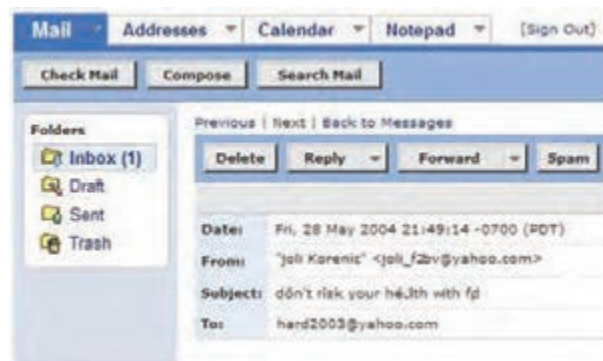 Mail Addresses Calendar Notepad [Sign Out]
Check Mail Compose Search Mail
Previous | Next | Back to Messages
Folders
Delete Reply Forward Spam
Inbox (1)
Draft
Sent
Trash
Date: Fri, 28 May 2004 21:49:14 -0700 (PDT)
From: "joli Korenic" <joli_f2bv@yahoo.com>
Subject: dón't risk your with fd
To: hard2003@yahoo.com